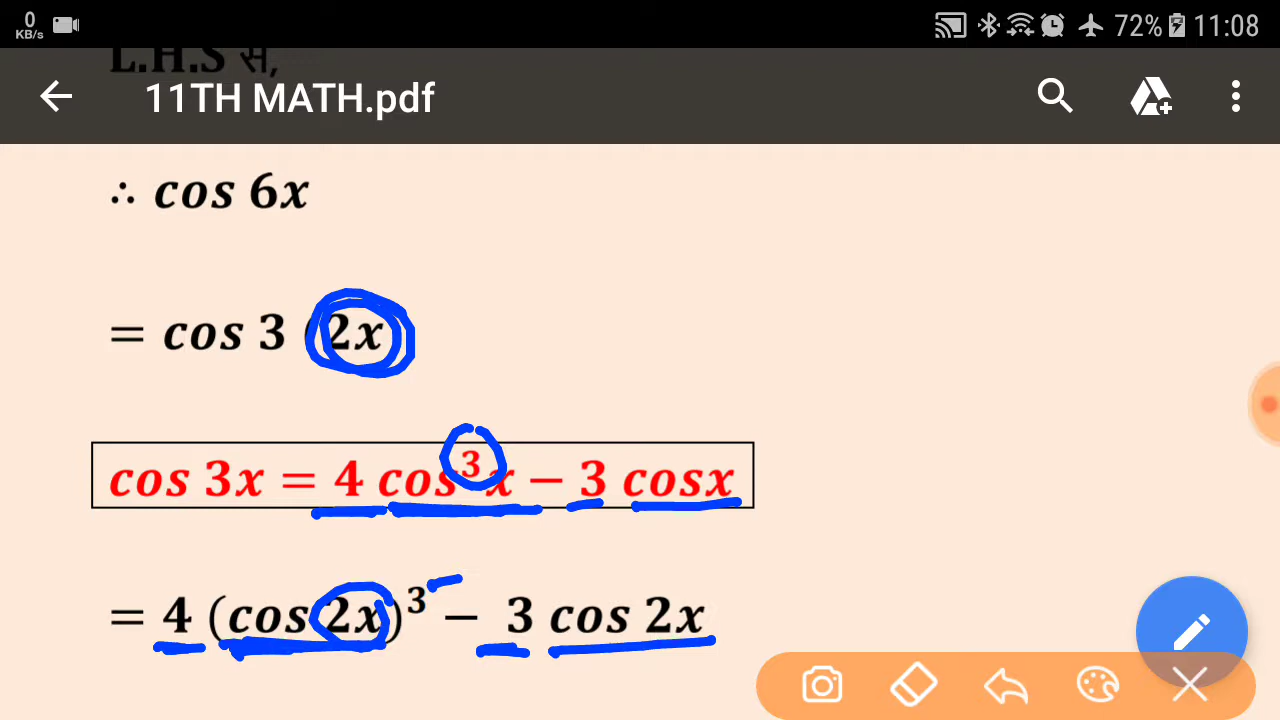 0
KB/s
72% 11:08
L.H.S से,
11TH MATH.pdf
∴ cos 6x
= cos 3 (2x
cos 3x = 4 cos³x − 3 cosx
= 4 (cos 2x)³ − 3 cos 2x